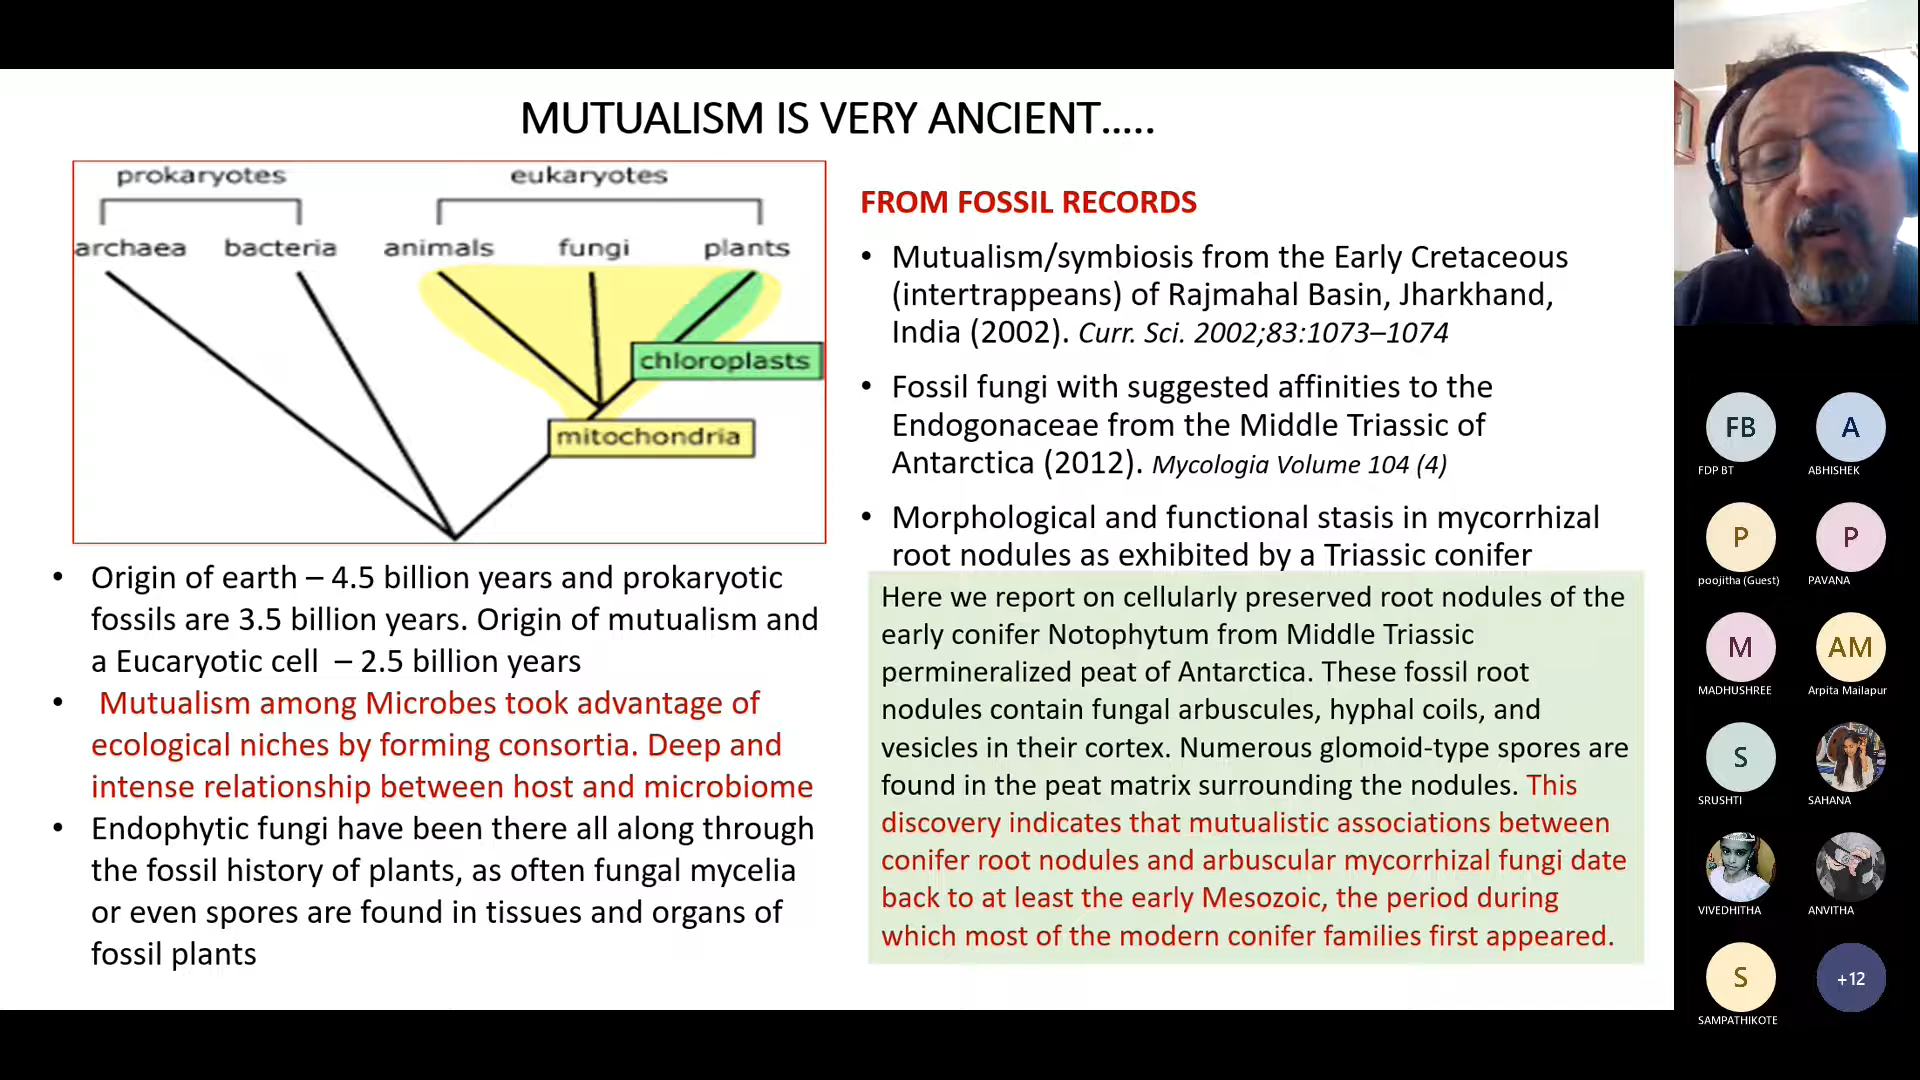 MUTUALISM IS VERY ANCIENT.....
prokaryotes
eukaryotes
archaea
bacteria
animals
fungi
plants
chloroplasts
mitochondria
• Origin of earth – 4.5 billion years and prokaryotic
fossils are 3.5 billion years. Origin of mutualism and
a Eucaryotic cell – 2.5 billion years
• Mutualism among Microbes took advantage of
ecological niches by forming consortia. Deep and
intense relationship between host and microbiome
• Endophytic fungi have been there all along through
the fossil history of plants, as often fungal mycelia
or even spores are found in tissues and organs of
fossil plants
FROM FOSSIL RECORDS
• Mutualism/symbiosis from the Early Cretaceous
(intertrappeans) of Rajmahal Basin, Jharkhand,
India (2002). Curr. Sci. 2002;83:1073–1074
• Fossil fungi with suggested affinities to the
Endogonaceae from the Middle Triassic of
Antarctica (2012). Mycologia Volume 104 (4)
• Morphological and functional stasis in mycorrhizal
root nodules as exhibited by a Triassic conifer
Here we report on cellularly preserved root nodules of the
early conifer Notophytum from Middle Triassic
permineralized peat of Antarctica. These fossil root
nodules contain fungal arbuscules, hyphal coils, and
vesicles in their cortex. Numerous glomoid-type spores are
found in the peat matrix surrounding the nodules. This
discovery indicates that mutualistic associations between
conifer root nodules and arbuscular mycorrhizal fungi date
back to at least the early Mesozoic, the period during
which most of the modern conifer families first appeared.
FB
FDP BT
A
ABHISHEK
P
poojitha (Guest)
P
PAVANA
M
MADHUSHREE
AM
Arpita Mailapur
S
SRUSHTI
SAHANA
VIVEDHITHA
ANVITHA
S
SAMPATHIKOTE
+12